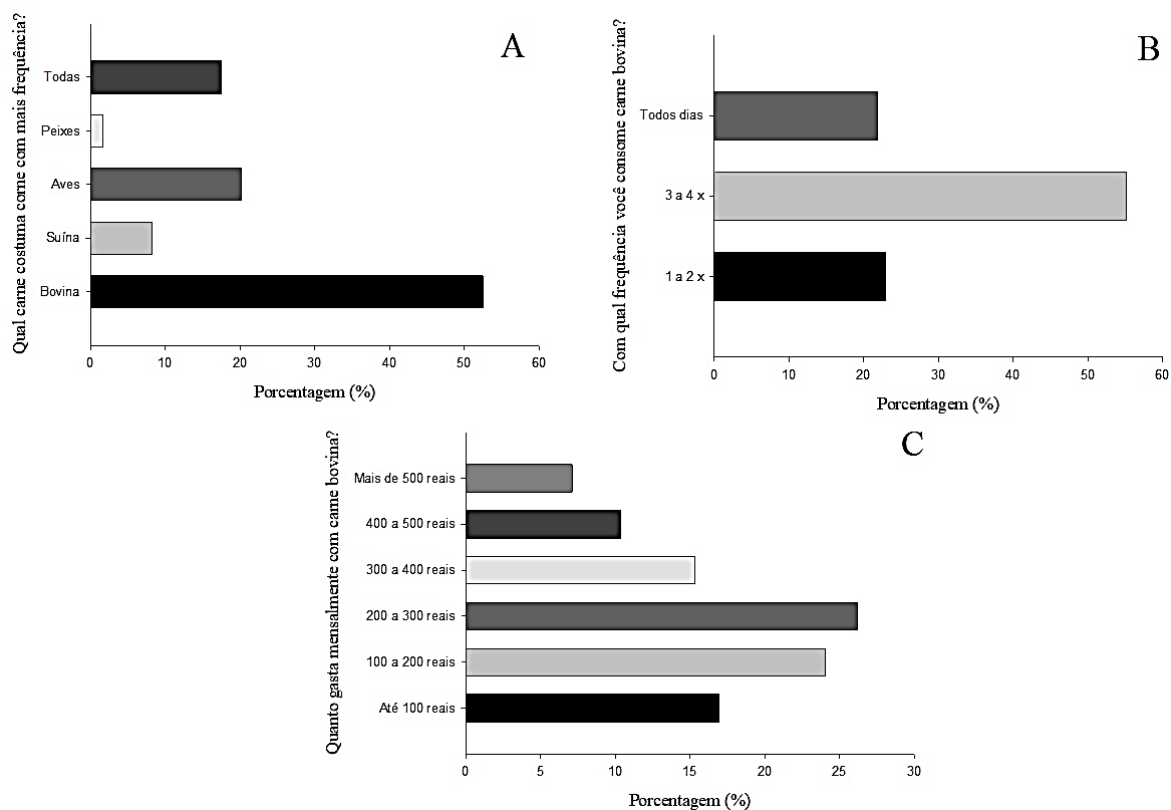 A
Qual carne costuma corne com mais frequência?
Todas
Peixes
Aves
Suína
Bovina
0 10 20 30 40 50 60
Porcentagem (%)
B
Com qual frequência você consome carne bovina?
Todos dias
3 a 4 x
1 a 2 x
0 10 20 30 40 50 60
Porcentagem (%)
C
Quanto gasta mensalmente com carne bovina?
Mais de 500 reais
400 a 500 reais
300 a 400 reais
200 a 300 reais
100 a 200 reais
Até 100 reais
0 5 10 15 20 25 30
Porcentagem (%)